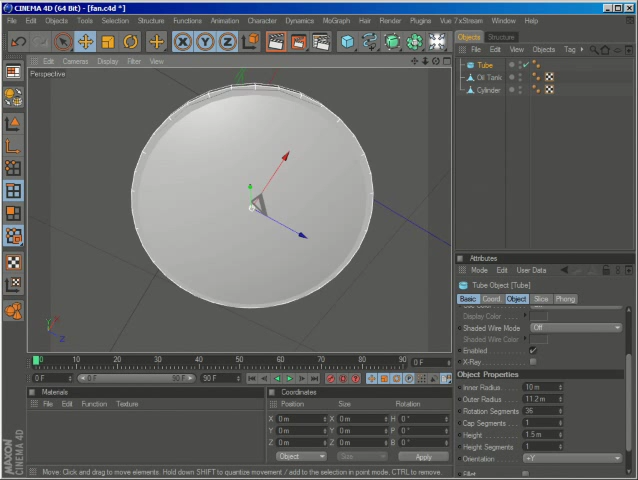 CINEMA 4D (64 Bit) - [fan.c4d *]
File Edit Objects Tools Selection Structure Functions Animation Character Dynamics MoGraph Hair Render Plugins Vue 7xStream Window Help
X Y Z
Edit Cameras Display Filter View
Perspective
Y
X
Z
Objects Structure
File Edit View Objects Tag
Tube
Oil Tank
Cylinder
Attributes
Mode Edit User Data
Tube Object [Tube]
Basic Coord. Object Slice Phong
Display Color
Shaded Wire Mode Off
Shaded Wire Color
Enabled
X-Ray
Object Properties
Inner Radius 10 m
Outer Radius 11.2 m
Rotation Segments 36
Cap Segments 1
Height 1.5 m
Height Segments 1
Orientation +Y
Fillet
0 10 20 30 40 50 60 70 80 90 0 F
0 F 0 F 90 F 90 F
Materials
File Edit Function Texture
Coordinates
Position Size Rotation
X 0 m X 0 m H 0 °
Y 0 m Y 0 m P 0 °
Z 0 m Z 0 m B 0 °
Object Size Apply
MAXON
CINEMA 4D
Move: Click and drag to move elements. Hold down SHIFT to quantize movement / add to the selection in point mode, CTRL to remove.